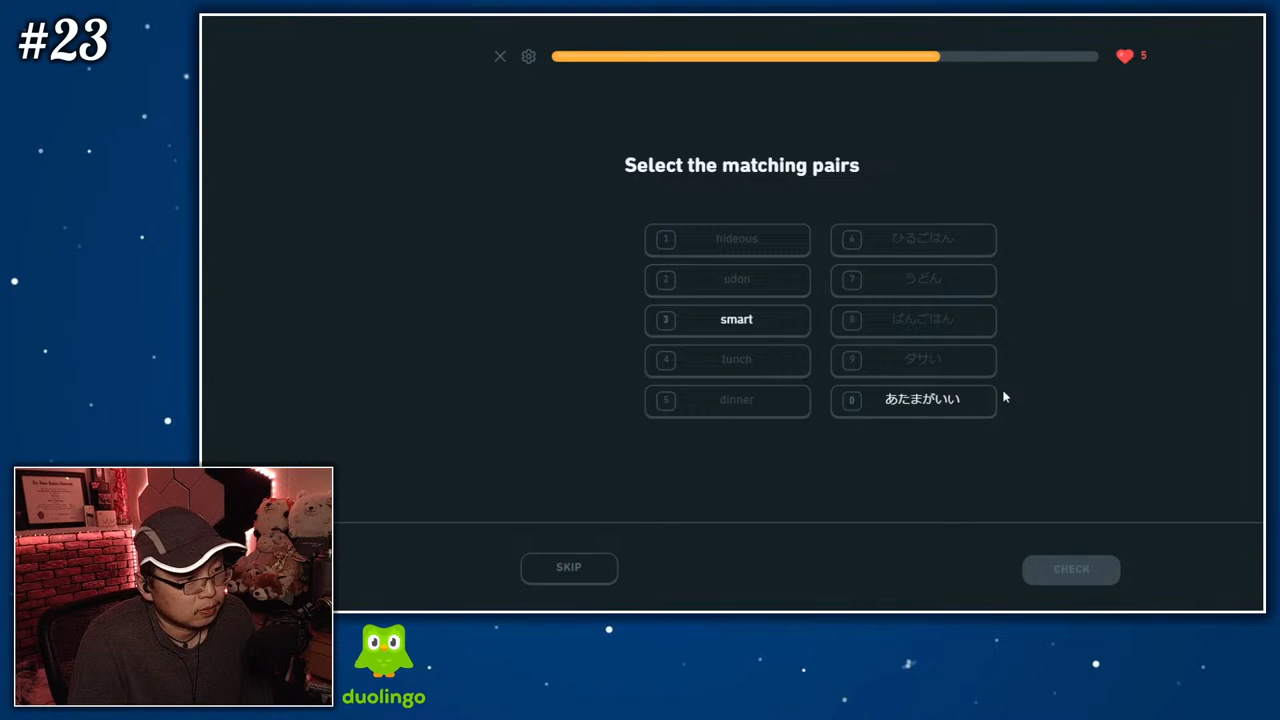 #23
5
Select the matching pairs
1 hideous
6 ひるごはん
2 udon
7 うどん
3 smart
8 ばんごはん
4 lunch
9 ダサい
5 dinner
0 あたまがいい
SKIP
CHECK
duolingo